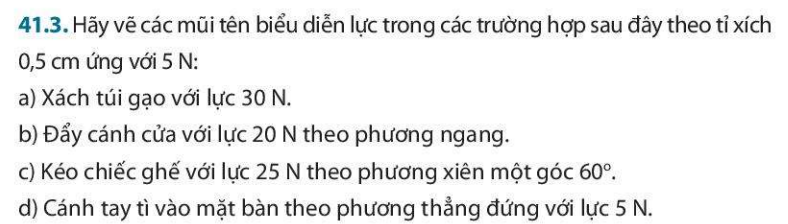 41.3. Hãy vẽ các mũi tên biểu diễn lực trong các trường hợp sau đây theo tỉ xích
0,5 cm ứng với 5 N:
a) Xách túi gạo với lực 30 N.
b) Đẩy cánh cửa với lực 20 N theo phương ngang.
c) Kéo chiếc ghế với lực 25 N theo phương xiên một góc 60º.
d) Cánh tay tì vào mặt bàn theo phương thẳng đứng với lực 5 N.